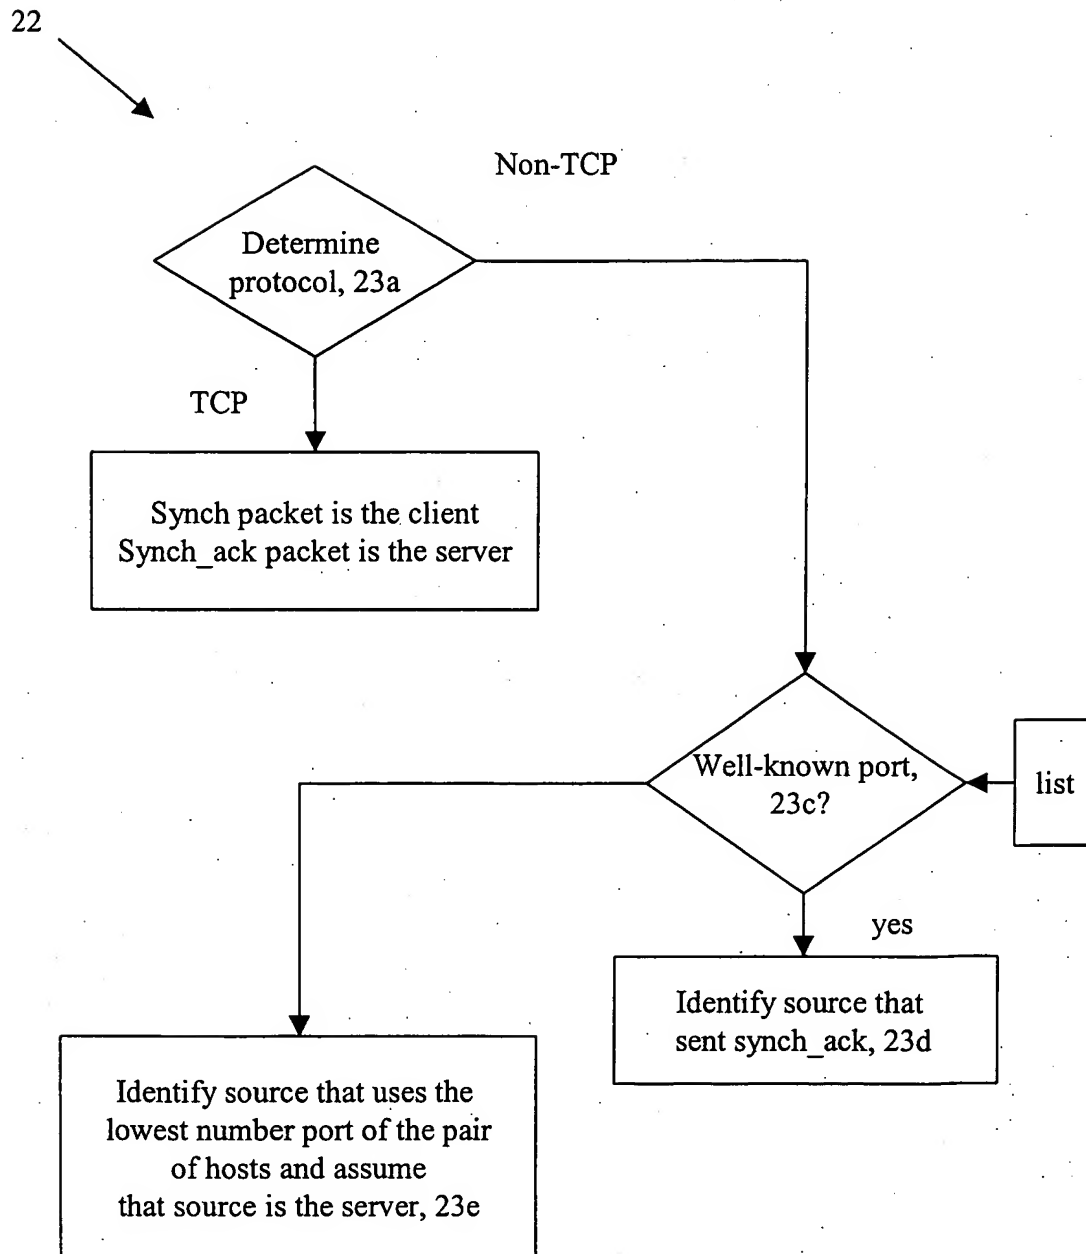 22
Non-TCP
Determine
protocol, 23a
TCP
Synch packet is the client
Synch_ack packet is the server
Well-known port,
23c?
list
yes
Identify source that
sent synch_ack, 23d
Identify source that uses the
lowest number port of the pair
of hosts and assume
that source is the server, 23e